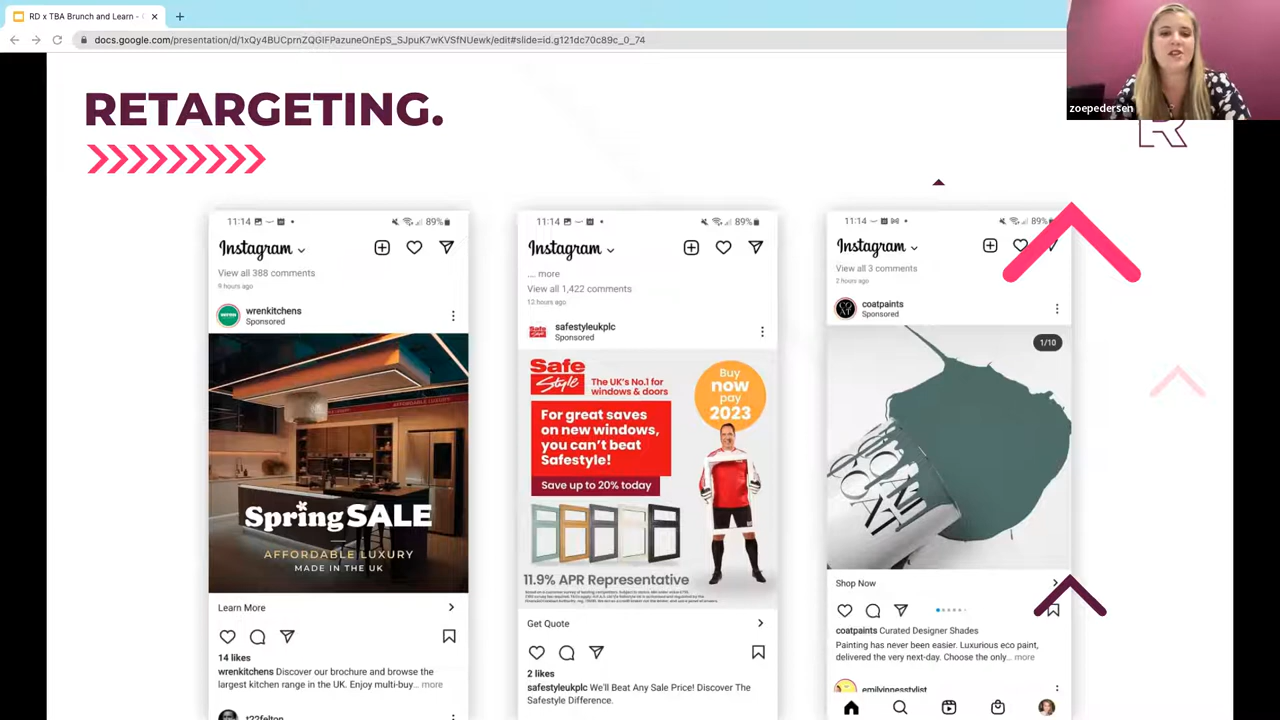 RD x TBA Brunch and Learn -
docs.google.com/presentation/d/1xQy4BUCprnZQGIFPazuneOnEpS_SJpuK7wKVSfNUewk/edit#slide=id.g121dc70c89c_0_74
zoepedersen
RETARGETING.
11:14
89%
Instagram
View all 388 comments
9 hours ago
wrenkitchens
Sponsored
AFFORDABLE LUXURY
Spring SALE
AFFORDABLE LUXURY
MADE IN THE UK
Learn More
14 likes
wrenkitchens Discover our brochure and browse the
largest kitchen range in the UK. Enjoy multi-buy... more
t22felton
11:14
89%
Instagram
... more
View all 1,422 comments
12 hours ago
safestyleukplc
Sponsored
Safe
Style
The UK's No.1 for
windows & doors
Buy
now
pay
2023
For great saves
on new windows,
you can't beat
Safestyle!
Save up to 20% today
11.9% APR Representative
Get Quote
2 likes
safestyleukplc We'll Beat Any Sale Price! Discover The
Safestyle Difference.
11:14
89%
Instagram
View all 3 comments
2 hours ago
coatpaints
Sponsored
1/10
Shop Now
coatpaints Curated Designer Shades
Painting has never been easier. Luxurious eco paint,
delivered the very next-day. Choose the only... more
emilyinnesstylist